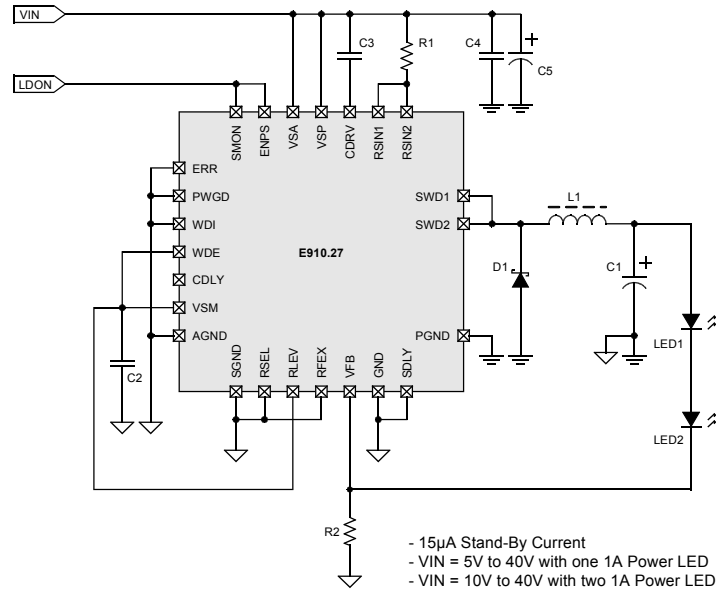 VIN
C3
R1
C4
C5
LDON
SMON
ENPS
VSA
VSP
CDRV
RSIN1
RSIN2
ERR
PWGD
SWD1
L1
WDI
SWD2
WDE
E910.27
CDLY
D1
C1
VSM
LED1
AGND
PGND
C2
SGND
RSEL
RLEV
RFEX
VFB
GND
SDLY
LED2
R2
- 15µA Stand-By Current
- VIN = 5V to 40V with one 1A Power LED
- VIN = 10V to 40V with two 1A Power LED